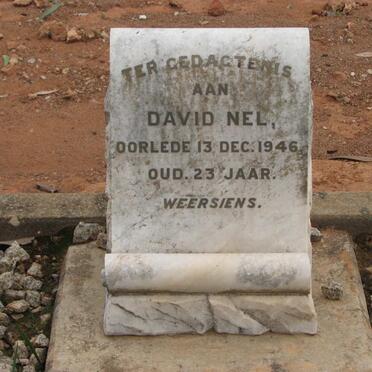 TER GEDAGTENIS
AAN
DAVID NEL,
OORLEDE 13 DEC. 1946
OUD. 23 JAAR.
WEERSIENS.